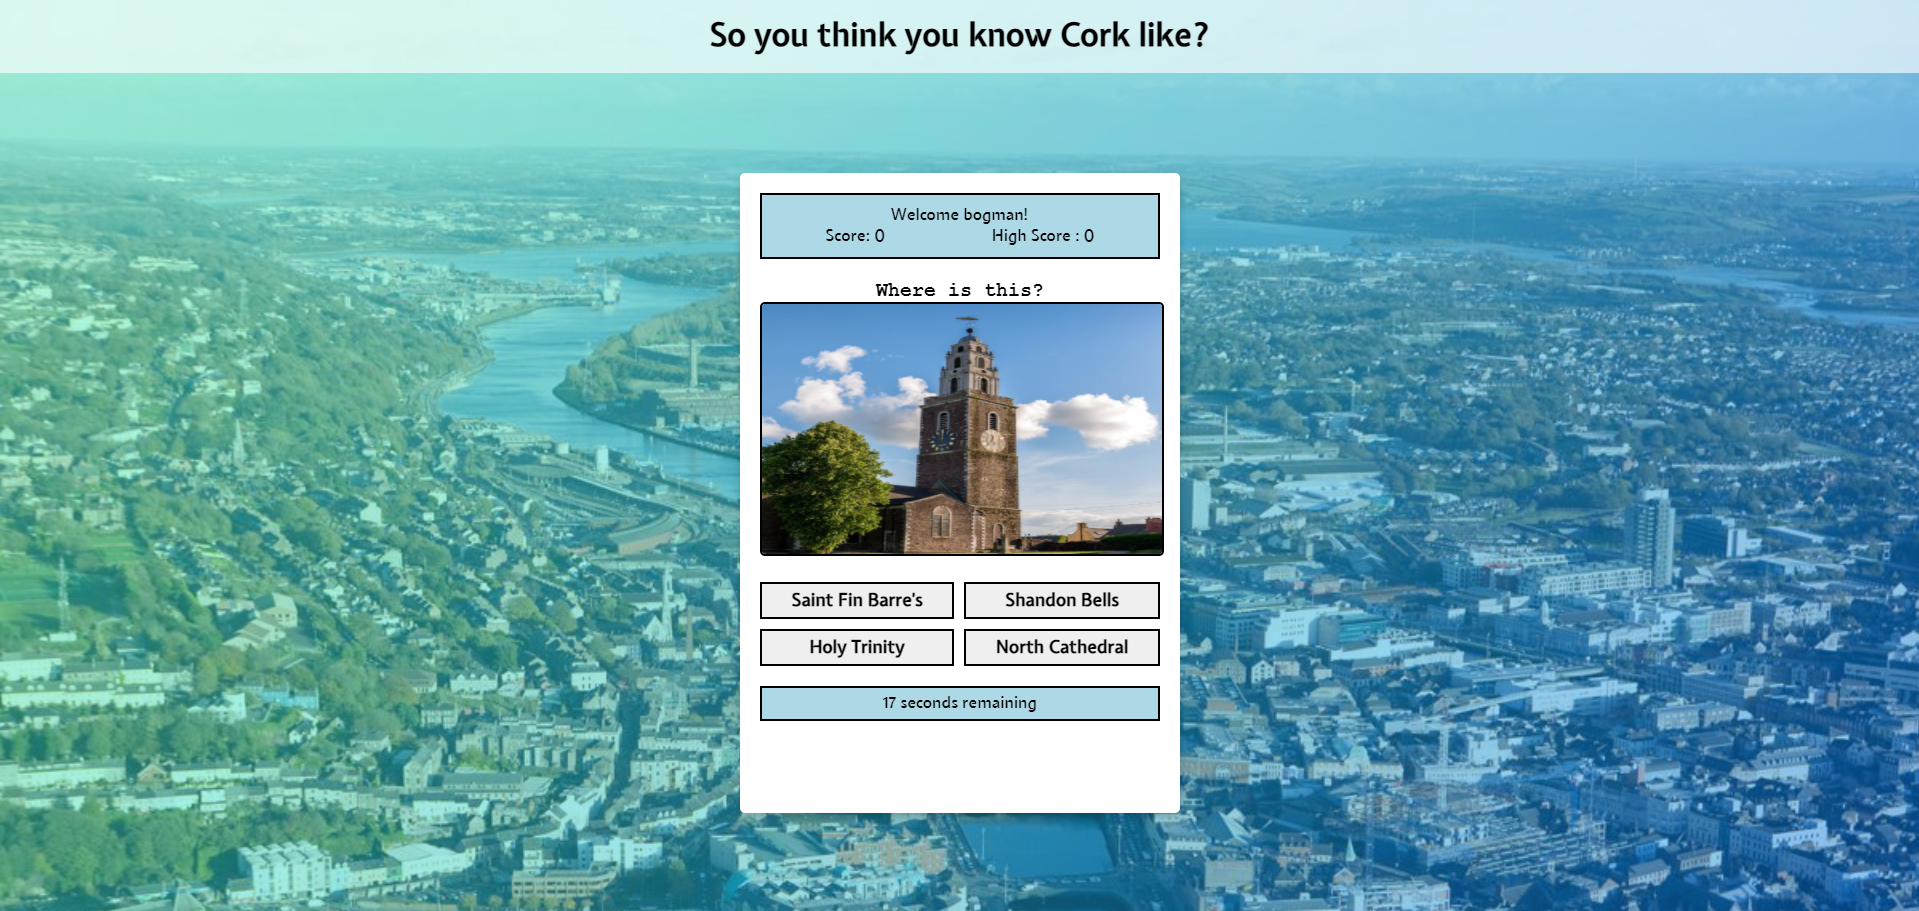 So you think you know Cork like?
Welcome bogman!
Score: 0 High Score : 0
Where is this?
Saint Fin Barre's Shandon Bells
Holy Trinity North Cathedral
17 seconds remaining